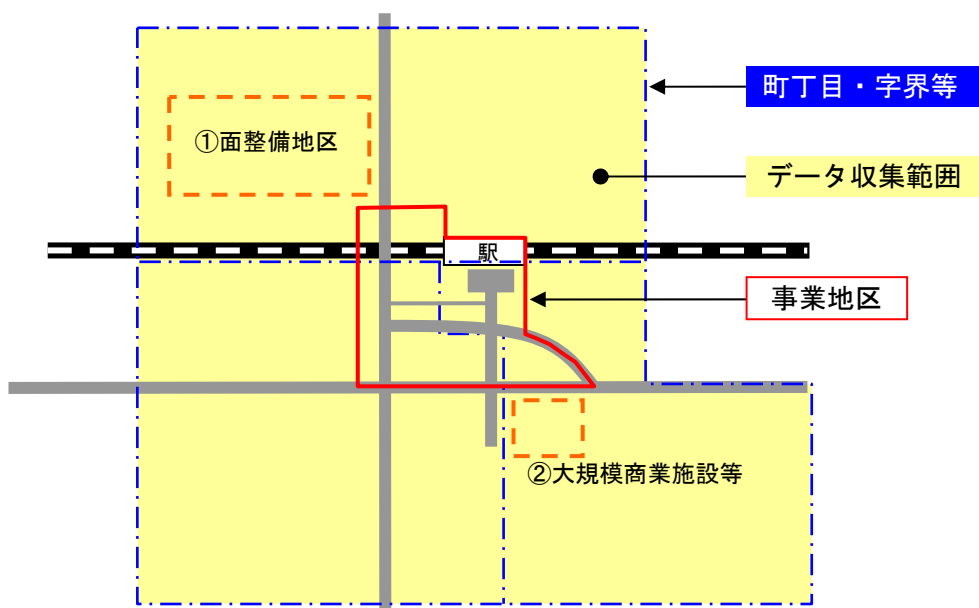 町丁目・字界等
①面整備地区
データ収集範囲
駅
事業地区
②大規模商業施設等